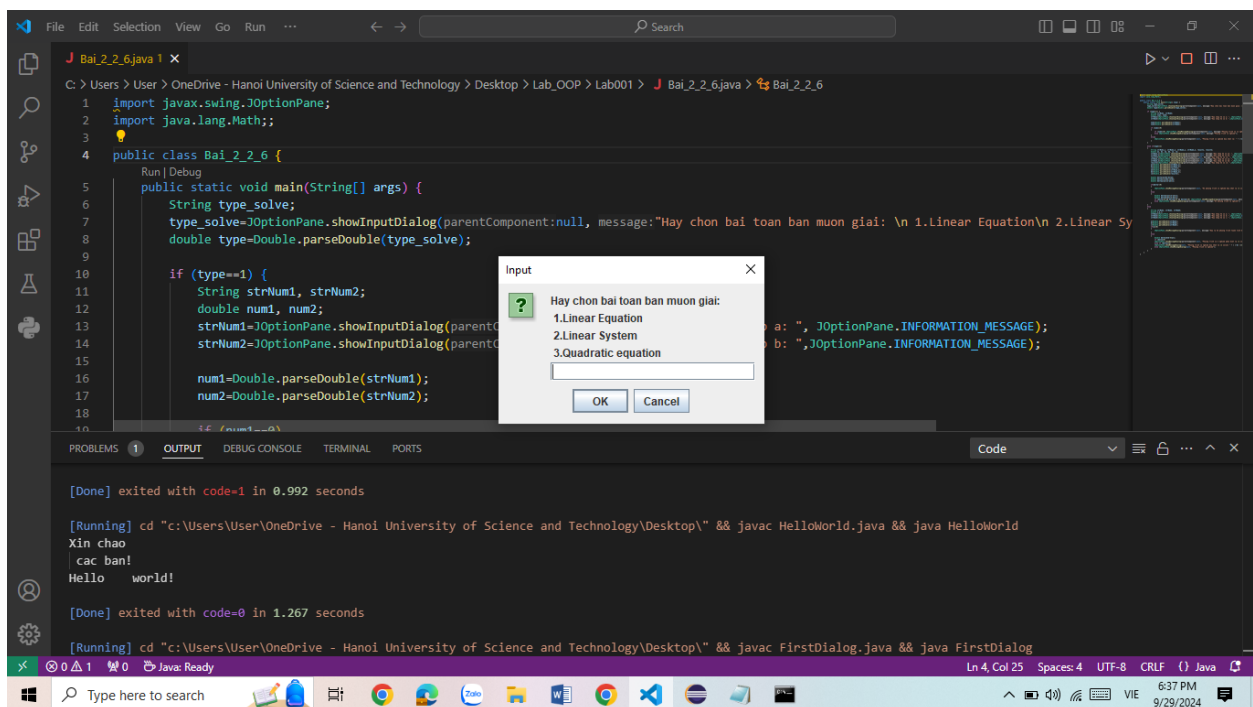 File Edit Selection View Go Run ··· Search
J Bai_2_2_6.java 1
C: > Users > User > OneDrive - Hanoi University of Science and Technology > Desktop > Lab_OOP > Lab001 > J Bai_2_2_6.java > Bai_2_2_6
1 import javax.swing.JOptionPane;
2 import java.lang.Math;;
3
4 public class Bai_2_2_6 {
Run | Debug
5 public static void main(String[] args) {
6 String type_solve;
7 type_solve=JOptionPane.showInputDialog(parentComponent:null, message:"Hay chon bai toan ban muon giai: \n 1.Linear Equation\n 2.Linear Sy
8 double type=Double.parseDouble(type_solve);
9
10 if (type==1) {
11 String strNum1, strNum2;
12 double num1, num2;
13 strNum1=JOptionPane.showInputDialog(parentC a: ", JOptionPane.INFORMATION_MESSAGE);
14 strNum2=JOptionPane.showInputDialog(parentC b: ",JOptionPane.INFORMATION_MESSAGE);
15
16 num1=Double.parseDouble(strNum1);
17 num2=Double.parseDouble(strNum2);
18
19 if (num1==0)
Input
?
Hay chon bai toan ban muon giai:
1.Linear Equation
2.Linear System
3.Quadratic equation
OK Cancel
PROBLEMS 1 OUTPUT DEBUG CONSOLE TERMINAL PORTS Code
[Done] exited with code=1 in 0.992 seconds
[Running] cd "c:\Users\User\OneDrive - Hanoi University of Science and Technology\Desktop\" && javac HelloWorld.java && java HelloWorld
Xin chao
cac ban!
Hello world!
[Done] exited with code=0 in 1.267 seconds
[Running] cd "c:\Users\User\OneDrive - Hanoi University of Science and Technology\Desktop\" && javac FirstDialog.java && java FirstDialog
0 1 0 Java: Ready Ln 4, Col 25 Spaces: 4 UTF-8 CRLF {} Java
Type here to search Zalo VIE 6:37 PM
9/29/2024